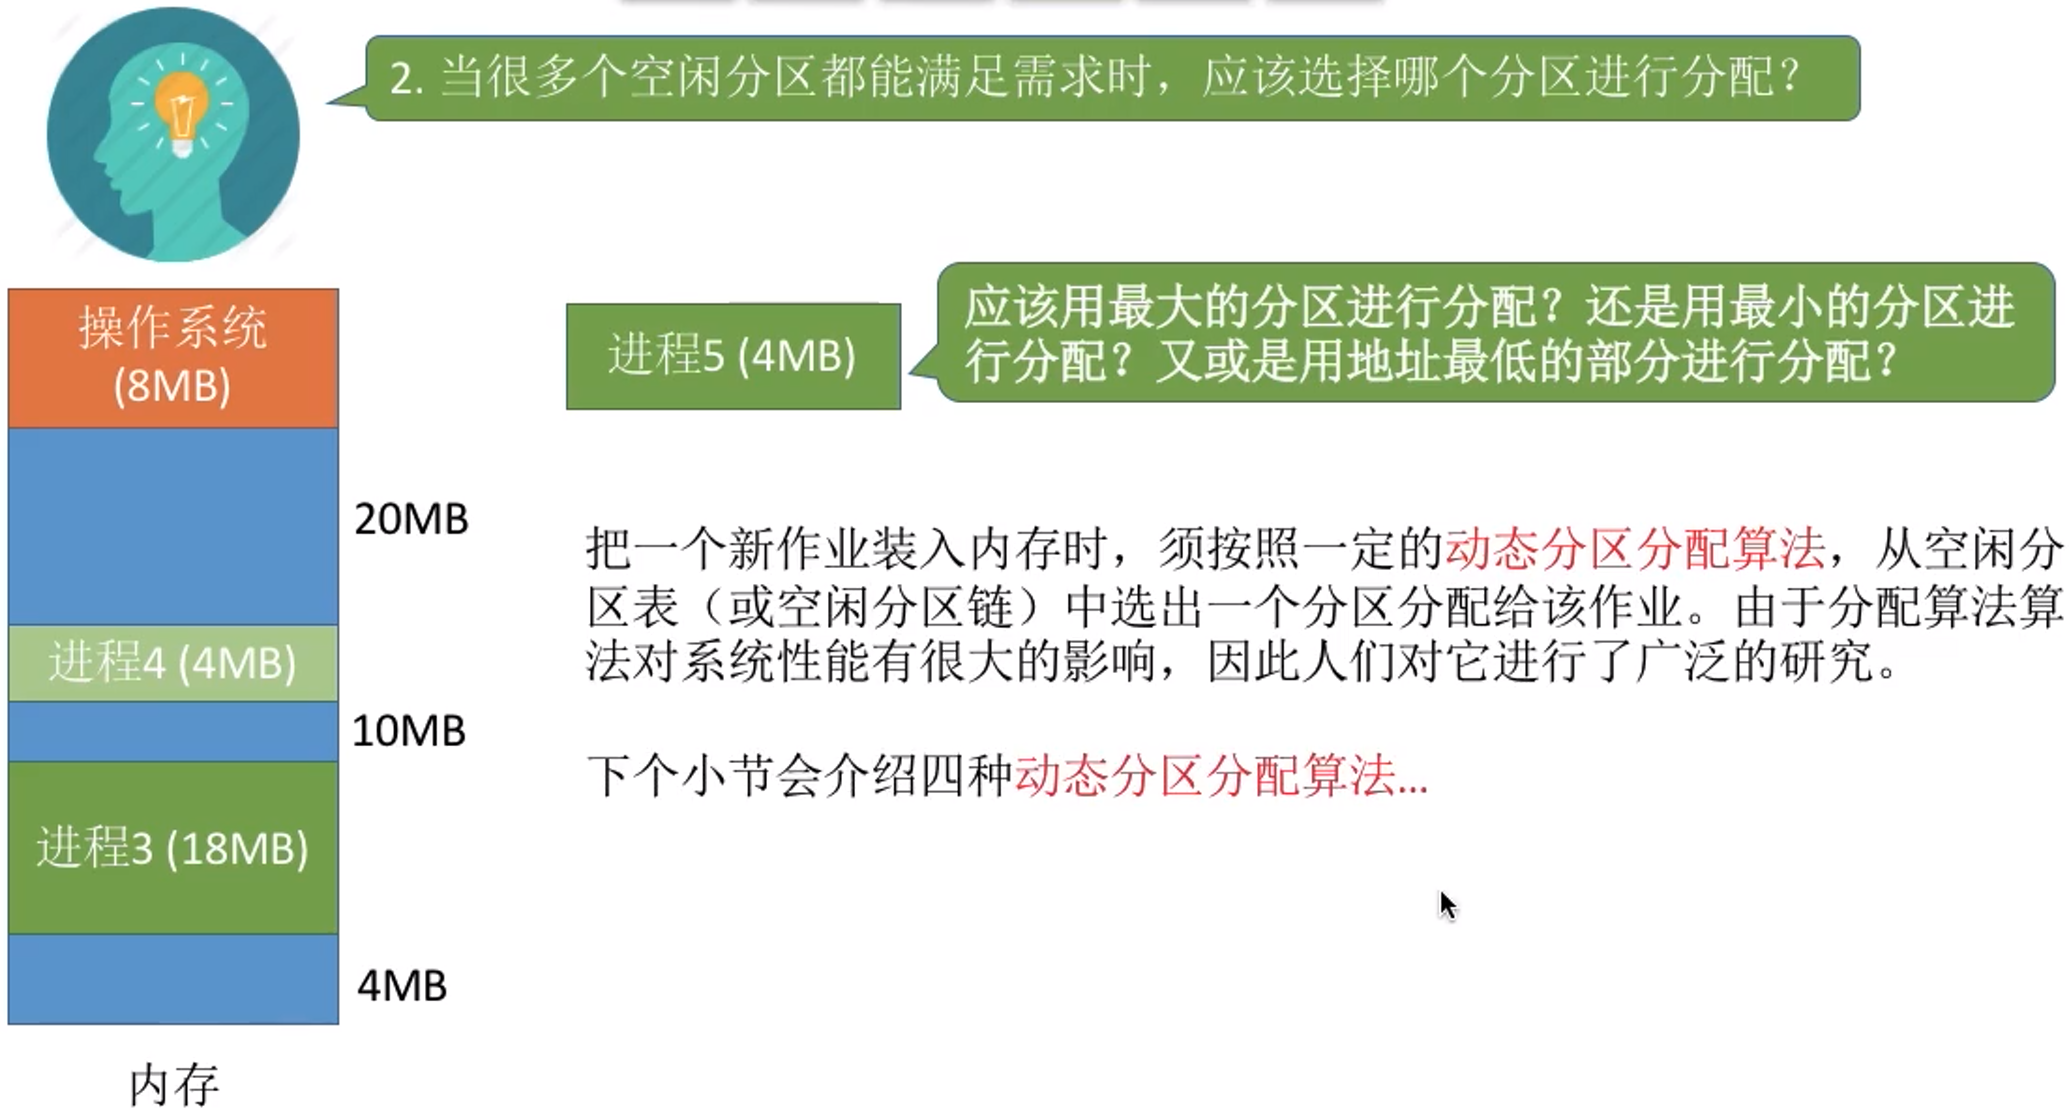 2. 当很多个空闲分区都能满足需求时，应该选择哪个分区进行分配？
操作系统
(8MB)
进程5 (4MB)
应该用最大的分区进行分配？还是用最小的分区进
行分配？又或是用地址最低的部分进行分配？
20MB
把一个新作业装入内存时，须按照一定的动态分区分配算法，从空闲分
区表（或空闲分区链）中选出一个分区分配给该作业。由于分配算法算
法对系统性能有很大的影响，因此人们对它进行了广泛的研究。
进程4 (4MB)
10MB
下个小节会介绍四种动态分区分配算法...
进程3 (18MB)
4MB
内存